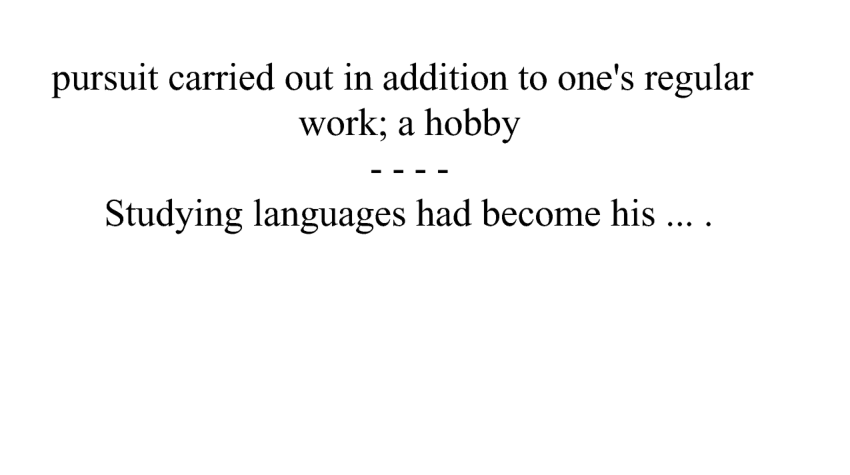 pursuit carried out in addition to one's regular
work; a hobby
- - - -
Studying languages had become his ... .